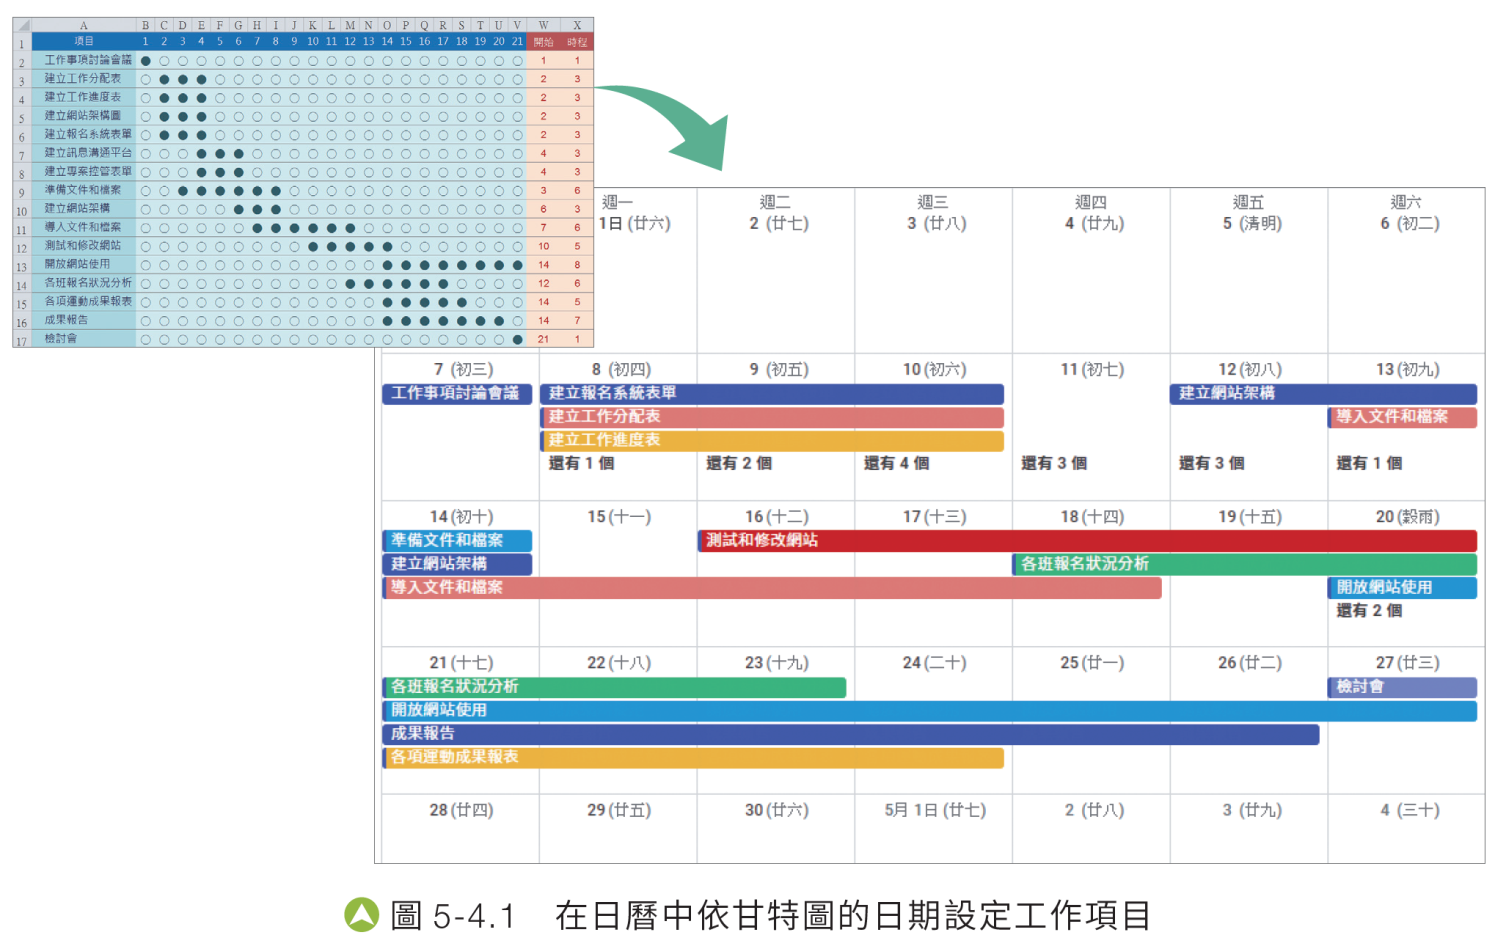 A B C D E F G H I J K L M N O P Q R S T U V W X
1 項目 1 2 3 4 5 6 7 8 9 10 11 12 13 14 15 16 17 18 19 20 21 開始 時程
2 工作事項討論會議 1 1
3 建立工作分配表 2 3
4 建立工作進度表 2 3
5 建立網站架構圖 2 3
6 建立報名系統表單 2 3
7 建立訊息溝通平台 4 3
8 建立專案控管表單 4 3
9 準備文件和檔案 3 6
10 建立網站架構 6 3
11 導入文件和檔案 7 6
12 測試和修改網站 10 5
13 開放網站使用 14 8
14 各班報名狀況分析 12 6
15 各項運動成果報表 14 5
16 成果報告 14 7
17 檢討會 21 1
週一 週二 週三 週四 週五 週六
1日 (廿六) 2 (廿七) 3 (廿八) 4 (廿九) 5 (清明) 6 (初二)
7 (初三) 8 (初四) 9 (初五) 10 (初六) 11 (初七) 12 (初八) 13 (初九)
工作事項討論會議 建立報名系統表單 建立網站架構
建立工作分配表 導入文件和檔案
建立工作進度表
還有 1 個 還有 2 個 還有 4 個 還有 3 個 還有 3 個 還有 1 個
14 (初十) 15 (十一) 16 (十二) 17 (十三) 18 (十四) 19 (十五) 20 (穀雨)
準備文件和檔案 測試和修改網站
建立網站架構 各班報名狀況分析
導入文件和檔案 開放網站使用
還有 2 個
21 (十七) 22 (十八) 23 (十九) 24 (二十) 25 (廿一) 26 (廿二) 27 (廿三)
各班報名狀況分析 檢討會
開放網站使用
成果報告
各項運動成果報表
28 (廿四) 29 (廿五) 30 (廿六) 5月 1日 (廿七) 2 (廿八) 3 (廿九) 4 (三十)
圖 5-4.1 在日曆中依甘特圖的日期設定工作項目